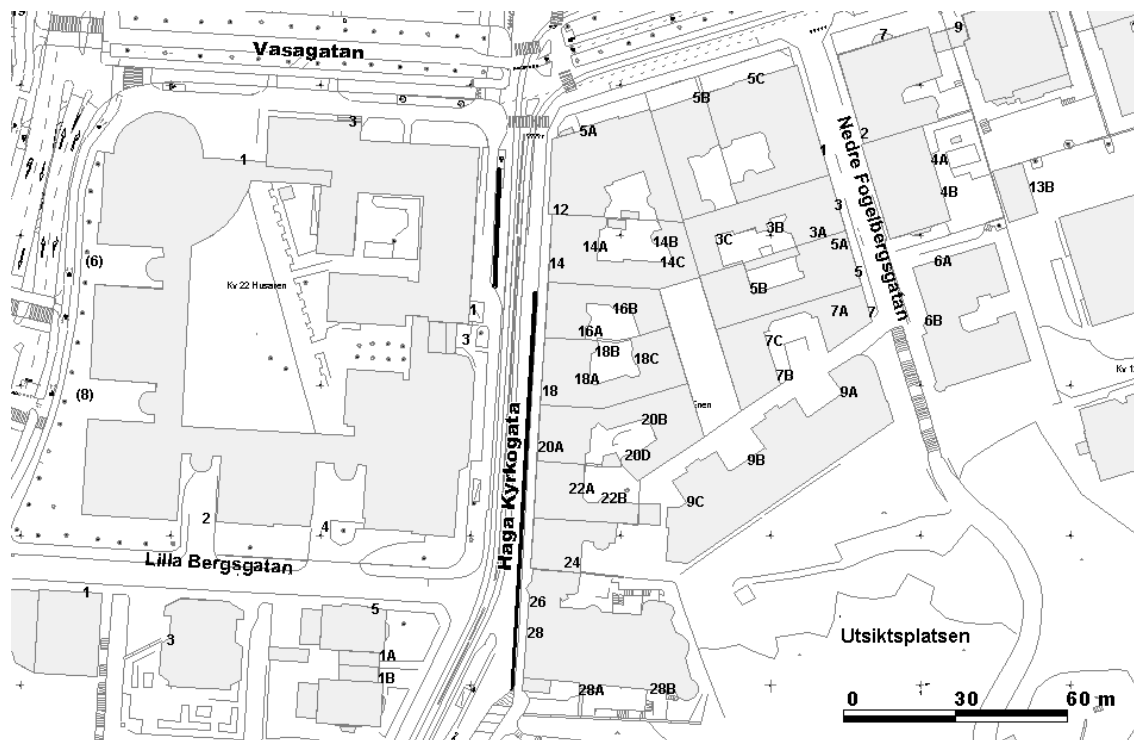 19
Vasagatan
3
1
(6)
Kv 22 Husaren
1
3
(8)
2
4
Lilla Bergsgatan
1
3
5
1A
1B
Haga Kyrkogata
5A
5B
5C
12
14A
14B
14C
14
16B
16A
18B
18C
18A
18
20B
20A
20D
22A
22B
24
26
28
28A
28B
1
3
3C
3B
3A
5A
5B
5
7A
7
7C
7B
9A
9B
9C
Nedre Fogelbergsgatan
7
9
2
4A
4B
13B
6A
6B
Utsiktsplatsen
0 30 60 m